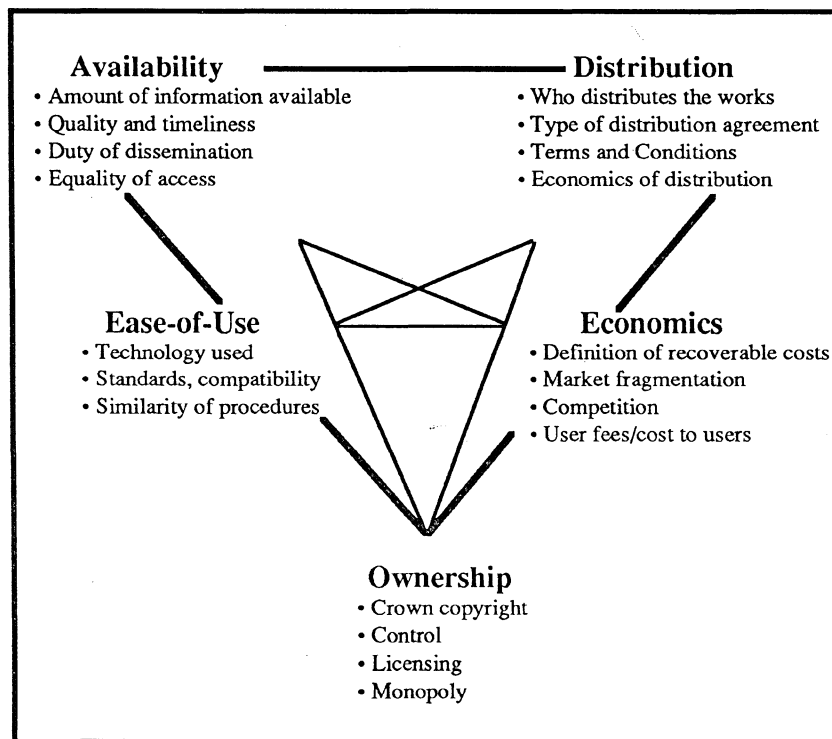 Availability
• Amount of information available
• Quality and timeliness
• Duty of dissemination
• Equality of access
Distribution
• Who distributes the works
• Type of distribution agreement
• Terms and Conditions
• Economics of distribution
Ease-of-Use
• Technology used
• Standards, compatibility
• Similarity of procedures
Economics
• Definition of recoverable costs
• Market fragmentation
• Competition
• User fees/cost to users
Ownership
• Crown copyright
• Control
• Licensing
• Monopoly